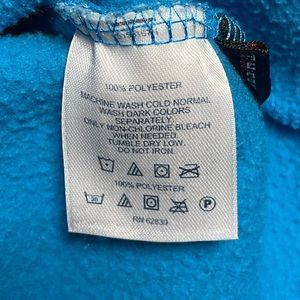 100% POLYESTER
MACHINE WASH COLD NORMAL
WASH DARK COLORS
SEPARATELY.
ONLY NON-CHLORINE BLEACH
WHEN NEEDED.
TUMBLE DRY LOW.
DO NOT IRON.
30
100% POLYESTER
P
RN 62830